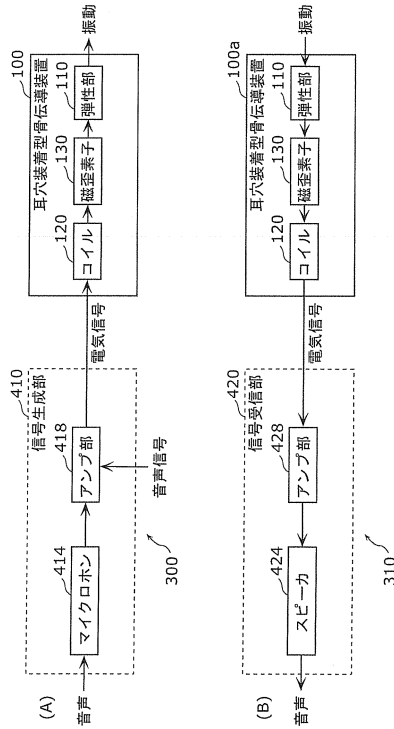 (A)
音声
マイクロホン
414
アンプ部
418
音声信号
信号生成部
410
電気信号
コイル
120
磁歪素子
130
弾性部
110
耳穴装着型骨伝導装置
100
振動
300
(B)
音声
スピーカ
424
アンプ部
428
信号受信部
420
電気信号
コイル
120
磁歪素子
130
弾性部
110
耳穴装着型骨伝導装置
100a
振動
310